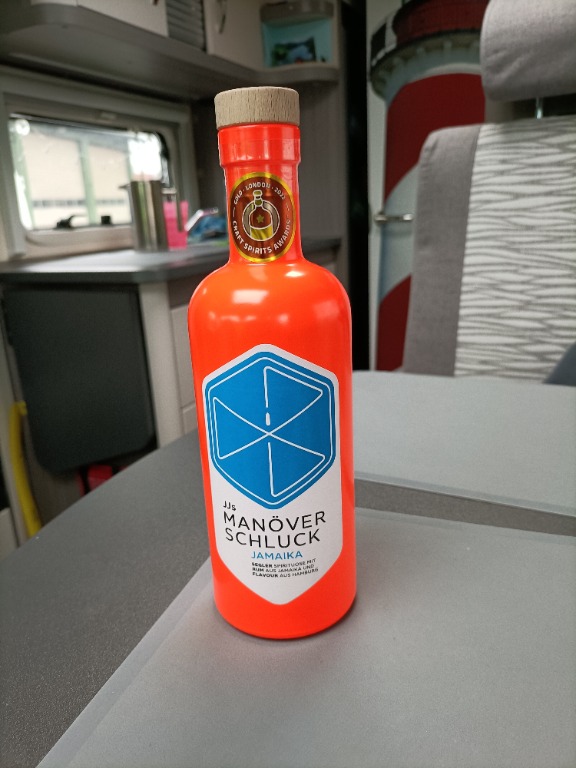 GOLD · LONDON · 2022
CRAFT SPIRITS AWARDS
JJs
MANÖVER
SCHLUCK
JAMAIKA
SEGLER SPIRITUOSE MIT
RUM AUS JAMAIKA UND
FLAVOUR AUS HAMBURG